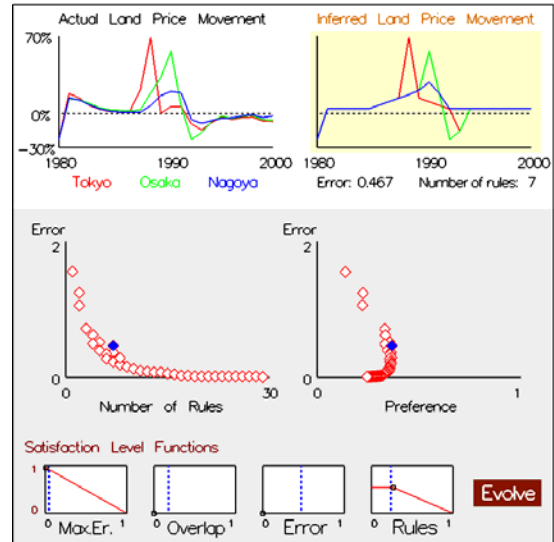 Actual Land Price Movement
70%
0%
-30%
1980 1990 2000
Tokyo Osaka Nagoya
Inferred Land Price Movement
1980 1990 2000
Error: 0.467 Number of rules: 7
Error
2
0
0 30
Number of Rules
Error
2
0
0 1
Preference
Satisfaction Level Functions
1
0
0 1
Max.Er.
0 1
Overlap
0 1
Error
0 1
Rules
Evolve